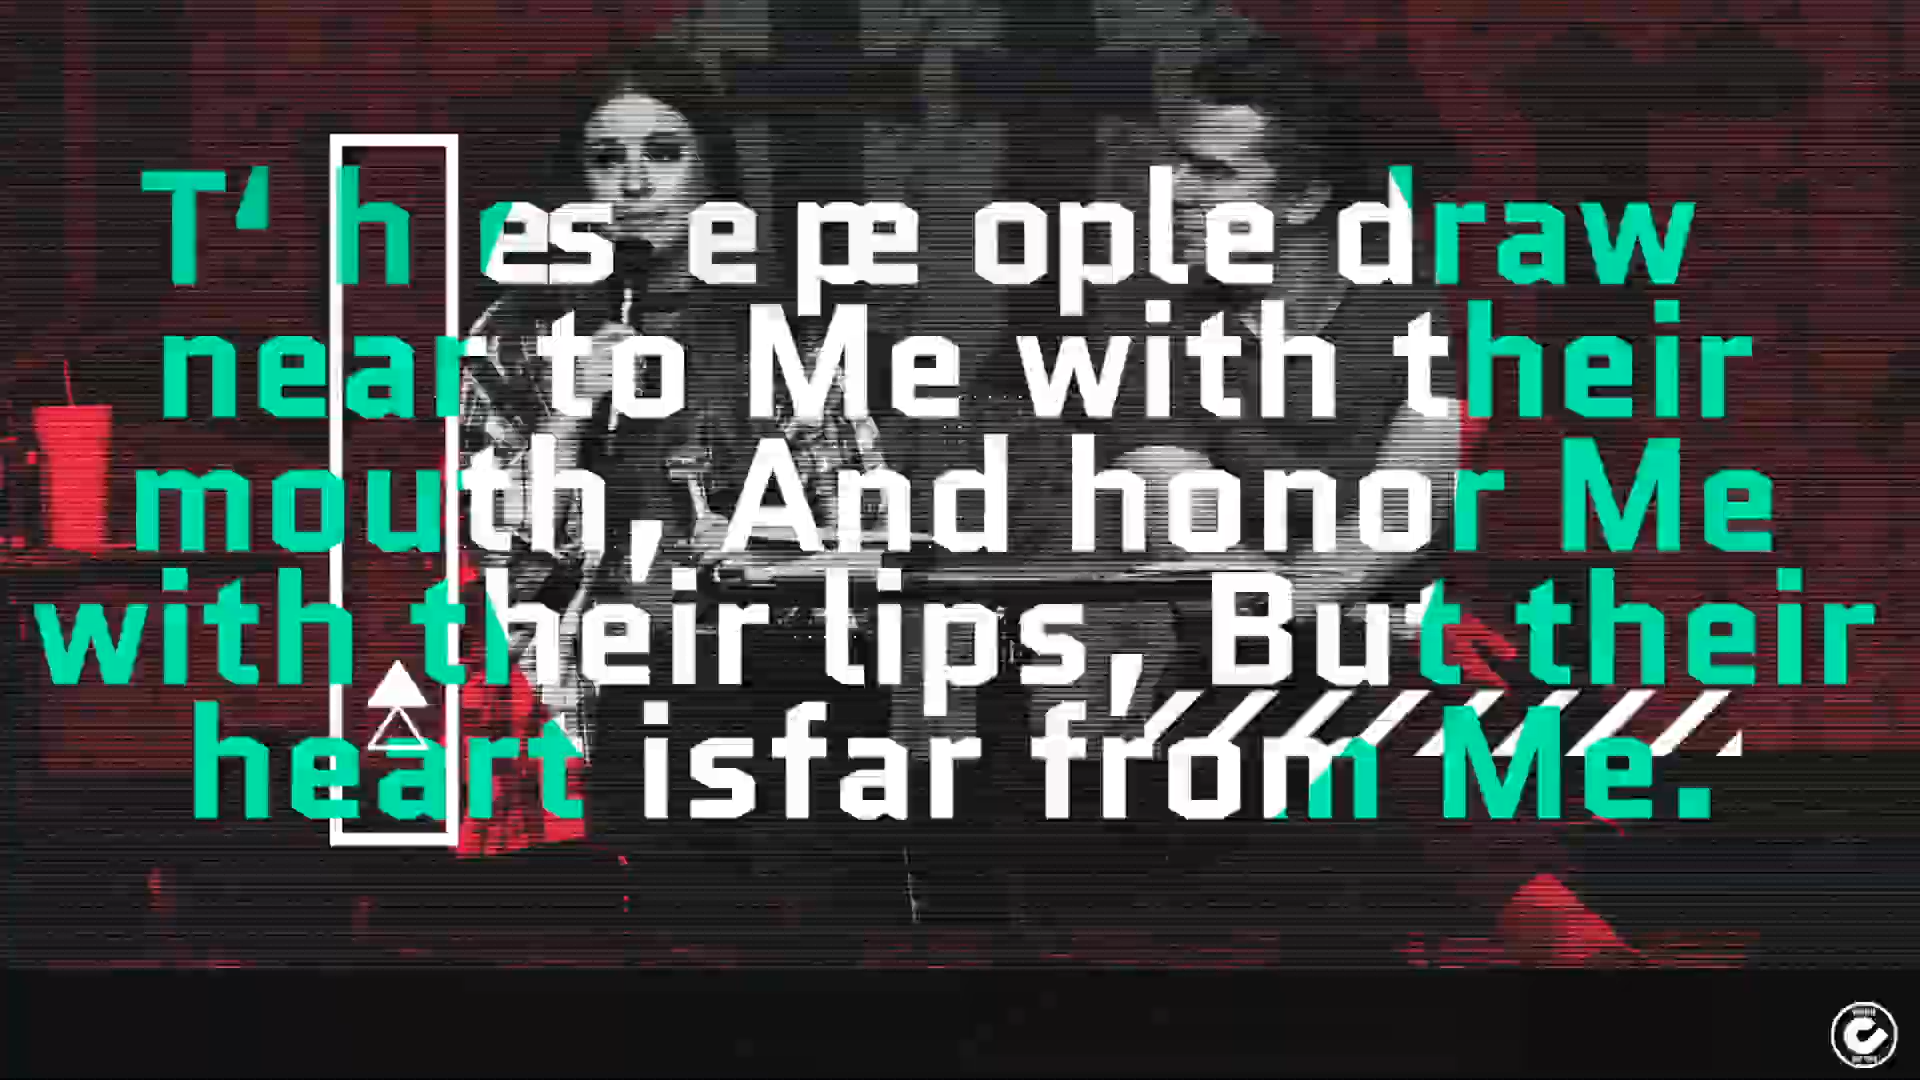 T‘ h es e pe ople draw
near to Me with their
mouth, And honor Me
with their lips, But their
heart isfar from Me.